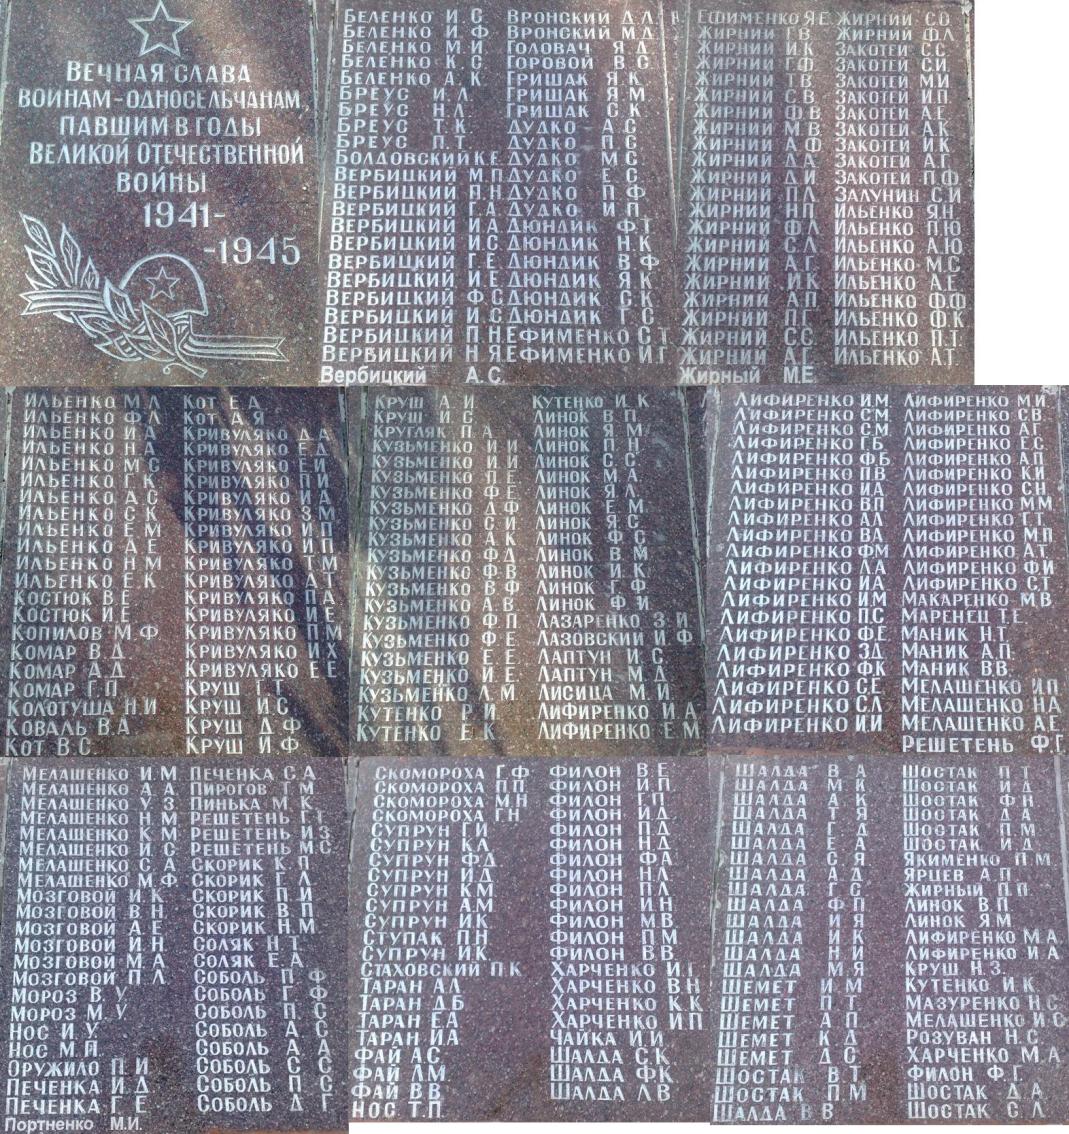 ВЕЧНАЯ СЛАВА
ВОИНАМ-ОДНОСЕЛЬЧАНАМ,
ПАВШИМ В ГОДЫ
ВЕЛИКОЙ ОТЕЧЕСТВЕННОЙ
ВОЙНЫ
1941-
-1945
БЕЛЕНКО И С
БЕЛЕНКО И Ф
БЕЛЕНКО М И
БЕЛЕНКО К С
БЕЛЕНКО А К
БРЕУС И Л
БРЕУС Н Л
БРЕУС Т К
БРЕУС П Т
БОЛДОВСКИЙ К Е
ВЕРБИЦКИЙ М П
ВЕРБИЦКИЙ П Н
ВЕРБИЦКИЙ Г А
ВЕРБИЦКИЙ И А
ВЕРБИЦКИЙ И С
ВЕРБИЦКИЙ Г Е
ВЕРБИЦКИЙ И Е
ВЕРБИЦКИЙ Ф С
ВЕРБИЦКИЙ И С
ВЕРБИЦКИЙ П Н
ВЕРБИЦКИЙ Н Я
Вербицкий А.С.
ВРОНСКИЙ Д Л
ВРОНСКИЙ М Д
ГОЛОВАЧ Я Д
ГОРОВОЙ В С
ГРИЩАК Я К
ГРИЩАК Я М
ГРИЩАК С К
ДУДКО А С
ДУДКО П С
ДУДКО М С
ДУДКО Е С
ДУДКО П Ф
ДУДКО И П
ДЮНДИК Ф Т
ДЮНДИК Н К
ДЮНДИК В Ф
ДЮНДИК Я К
ДЮНДИК С К
ДЮНДИК Г С
ЕФИМЕНКО С Т
ЕФИМЕНКО И Г
ЕФИМЕНКО Я Е
ЖИРНИЙ Г В
ЖИРНИЙ И К
ЖИРНИЙ Г Ф
ЖИРНИЙ Т В
ЖИРНИЙ С В
ЖИРНИЙ Ф В
ЖИРНИЙ М В
ЖИРНИЙ А Ф
ЖИРНИЙ Д А
ЖИРНИЙ Д И
ЖИРНИЙ П Л
ЖИРНИЙ Н П
ЖИРНИЙ Ф Л
ЖИРНИЙ С Л
ЖИРНИЙ А Г
ЖИРНИЙ И К
ЖИРНИЙ А П
ЖИРНИЙ П Г
ЖИРНИЙ С С
ЖИРНИЙ А Г
Жирный М.Е.
ЖИРНИЙ С О
ЖИРНИЙ Ф Л
ЗАКОТЕЙ С С
ЗАКОТЕЙ С И
ЗАКОТЕЙ М И
ЗАКОТЕЙ И П
ЗАКОТЕЙ А Е
ЗАКОТЕЙ А К
ЗАКОТЕЙ И К
ЗАКОТЕЙ А Г
ЗАКОТЕЙ П Ф
ЗАЛУНИН С И
ИЛЬЕНКО Я Н
ИЛЬЕНКО П Ю
ИЛЬЕНКО А Ю
ИЛЬЕНКО М С
ИЛЬЕНКО А Е
ИЛЬЕНКО Ф Ф
ИЛЬЕНКО Ф К
ИЛЬЕНКО П Т
ИЛЬЕНКО А Т
ИЛЬЕНКО М Л
ИЛЬЕНКО Ф Л
ИЛЬЕНКО И А
ИЛЬЕНКО Н А
ИЛЬЕНКО М С
ИЛЬЕНКО Г К
ИЛЬЕНКО А С
ИЛЬЕНКО С К
ИЛЬЕНКО Е М
ИЛЬЕНКО А Е
ИЛЬЕНКО Н М
ИЛЬЕНКО Е К
КОСТЮК В Е
КОСТЮК И Е
КОПИЛОВ М Ф
КОМАР В Д
КОМАР А Д
КОМАР Г П
КОЛОТУША Н И
КОВАЛЬ В А
КОТ В С
КОТ Е А
КОТ А Я
КРИВУЛЯКО Д А
КРИВУЛЯКО Е Д
КРИВУЛЯКО Е И
КРИВУЛЯКО П И
КРИВУЛЯКО И А
КРИВУЛЯКО З М
КРИВУЛЯКО И П
КРИВУЛЯКО И П
КРИВУЛЯКО Т М
КРИВУЛЯКО А Т
КРИВУЛЯКО П А
КРИВУЛЯКО И Е
КРИВУЛЯКО П М
КРИВУЛЯКО И Х
КРИВУЛЯКО Е Е
КРУШ Г Г
КРУШ И С
КРУШ Д Ф
КРУШ И Ф
КРУШ А И
КРУШ И С
КРУГЛЯК П А
КУЗЬМЕНКО И И
КУЗЬМЕНКО И И
КУЗЬМЕНКО П Е
КУЗЬМЕНКО Ф Е
КУЗЬМЕНКО Д Ф
КУЗЬМЕНКО С И
КУЗЬМЕНКО А К
КУЗЬМЕНКО Ф Д
КУЗЬМЕНКО Ф В
КУЗЬМЕНКО В Ф
КУЗЬМЕНКО А В
КУЗЬМЕНКО Ф П
КУЗЬМЕНКО Ф Е
КУЗЬМЕНКО Е Е
КУЗЬМЕНКО И Е
КУЗЬМЕНКО Л М
КУТЕНКО Р И
КУТЕНКО Е К
КУТЕНКО И К
ЛИНОК В П
ЛИНОК Я М
ЛИНОК П Н
ЛИНОК С С
ЛИНОК М А
ЛИНОК Я Л
ЛИНОК Е М
ЛИНОК Я С
ЛИНОК В М
ЛИНОК И К
ЛИНОК Г Ф
ЛИНОК Ф И
ЛАЗАРЕНКО З И
ЛАЗОВСКИЙ И Ф
ЛАПТУН И С
ЛАПТУН М Д
ЛИСИЦА М И
ЛИФИРЕНКО И А
ЛИФИРЕНКО Е М
ЛИФИРЕНКО И М
ЛИФИРЕНКО С М
ЛИФИРЕНКО С М
ЛИФИРЕНКО Г Б
ЛИФИРЕНКО Ф Б
ЛИФИРЕНКО П В
ЛИФИРЕНКО И А
ЛИФИРЕНКО В П
ЛИФИРЕНКО А Л
ЛИФИРЕНКО В А
ЛИФИРЕНКО Ф М
ЛИФИРЕНКО Л А
ЛИФИРЕНКО И А
ЛИФИРЕНКО И М
ЛИФИРЕНКО П С
ЛИФИРЕНКО Ф Е
ЛИФИРЕНКО З Д
ЛИФИРЕНКО Ф К
ЛИФИРЕНКО С Е
ЛИФИРЕНКО С Л
ЛИФИРЕНКО И И
ЛИФИРЕНКО М И
ЛИФИРЕНКО С В
ЛИФИРЕНКО А Г
ЛИФИРЕНКО Е С
ЛИФИРЕНКО А П
ЛИФИРЕНКО К И
ЛИФИРЕНКО С Н
ЛИФИРЕНКО М М
ЛИФИРЕНКО Г Т
ЛИФИРЕНКО М П
ЛИФИРЕНКО А Т
ЛИФИРЕНКО Ф И
ЛИФИРЕНКО С Т
МАКАРЕНКО М В
МАРЕНЕЦ Т Е
МАНИК Н.Т.
МАНИК А.П.
МАНИК В.В.
МЕЛАШЕНКО И П
МЕЛАШЕНКО Н А
МЕЛАШЕНКО А Е
РЕШЕТЕНЬ Ф.Г.
МЕЛАШЕНКО И М
МЕЛАШЕНКО А А
МЕЛАШЕНКО У З
МЕЛАШЕНКО Н М
МЕЛАШЕНКО К М
МЕЛАШЕНКО И С
МЕЛАШЕНКО С А
МЕЛАШЕНКО М Ф
МОЗГОВОЙ И К
МОЗГОВОЙ В Н
МОЗГОВОЙ А Е
МОЗГОВОЙ И Н
МОЗГОВОЙ М А
МОЗГОВОЙ П Л
МОРОЗ В У
МОРОЗ М У
НОС И У
НОС М П
ОРУЖИЛО П И
ПЕЧЕНКА И Д
ПЕЧЕНКА Г Е
Портненко М.И.
ПЕЧЕНКА С А
ПИРОГОВ Г М
ПИНЬКА М К
РЕШЕТЕНЬ Г Г
РЕШЕТЕНЬ И З
РЕШЕТЕНЬ М С
СКОРИК К П
СКОРИК Г Л
СКОРИК П И
СКОРИК В П
СКОРИК Н М
СОЛЯК Н Т
СОЛЯК Е А
СОБОЛЬ П Ф
СОБОЛЬ Г Ф
СОБОЛЬ П С
СОБОЛЬ А С
СОБОЛЬ А А
СОБОЛЬ С С
СОБОЛЬ П С
СОБОЛЬ Д Г
СКОМОРОХА Г Ф
СКОМОРОХА П П
СКОМОРОХА М Н
СКОМОРОХА Г Н
СУПРУН Г И
СУПРУН К Л
СУПРУН Ф Д
СУПРУН И Д
СУПРУН К М
СУПРУН А М
СУПРУН И К
СТУПАК П Н
СУПРУН И Е
СТАХОВСКИЙ П К
ТАРАН А Л
ТАРАН Д Б
ТАРАН Е А
ТАРАН И А
ФАЙ А С
ФАЙ Л М
ФАЙ В В
НОС Т.П.
ФИЛОН В Е
ФИЛОН И П
ФИЛОН Г П
ФИЛОН И Д
ФИЛОН П Д
ФИЛОН Н Д
ФИЛОН Ф А
ФИЛОН Н А
ФИЛОН П Л
ФИЛОН И Н
ФИЛОН М В
ФИЛОН П М
ФИЛОН В В
ХАРЧЕНКО И Г
ХАРЧЕНКО В Н
ХАРЧЕНКО К К
ХАРЧЕНКО И П
ЧАЙКА И И
ШАЛДА С К
ШАЛДА Ф К
ШАЛДА Л В
ШАЛДА В А
ШАЛДА М К
ШАЛДА А К
ШАЛДА Т Я
ШАЛДА Г Д
ШАЛДА Е А
ШАЛДА С Я
ШАЛДА А Д
ШАЛДА Г С
ШАЛДА Ф П
ШАЛДА И Я
ШАЛДА И К
ШАЛДА Н И
ШАЛДА М Я
ШЕМЕТ И М
ШЕМЕТ П Т
ШЕМЕТ А П
ШЕМЕТ К Д
ШЕМЕТ Д С
ШОСТАК В Т
ШОСТАК П М
ШАЛДА В В
ШОСТАК П Т
ШОСТАК И Д
ШОСТАК Ф Н
ШОСТАК Д А
ШОСТАК П М
ШОСТАК И Д
ЯКИМЕНКО П.М.
ЯРЦЕВ А П
ЖИРНЫЙ П П
ЛИНОК В П
ЛИНОК Я М
ЛИФИРЕНКО М А
ЛИФИРЕНКО И А
КРУШ Н.З.
КУТЕНКО И.К.
МАЗУРЕНКО Н С
МЕЛАШЕНКО И С
РОЗУВАН Н С
ХАРЧЕНКО М А
ФИЛОН Ф Г
ШОСТАК Д А
ШОСТАК С Л